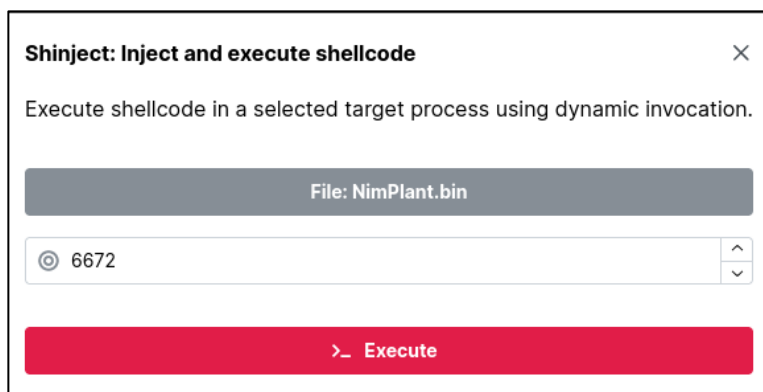 Shinject: Inject and execute shellcode
Execute shellcode in a selected target process using dynamic invocation.
File: NimPlant.bin
6672
>_ Execute